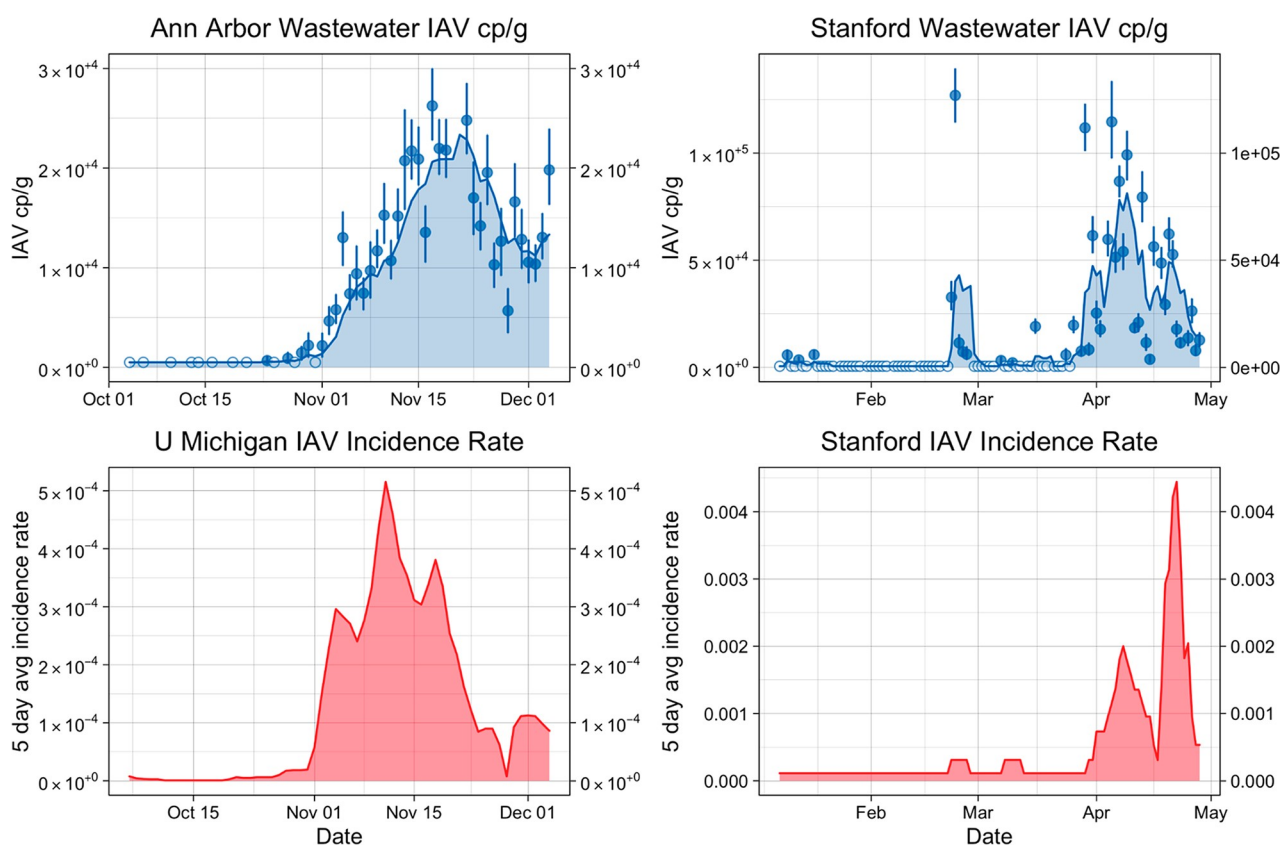 Ann Arbor Wastewater IAV cp/g
IAV cp/g
3 × 10⁺⁴
2 × 10⁺⁴
1 × 10⁺⁴
0 × 10⁺⁰
3 × 10⁺⁴
2 × 10⁺⁴
1 × 10⁺⁴
0 × 10⁺⁰
Oct 01 Oct 15 Nov 01 Nov 15 Dec 01
Stanford Wastewater IAV cp/g
IAV cp/g
1 × 10⁺⁵
5 × 10⁺⁴
0 × 10⁺⁰
1e+05
5e+04
0e+00
Feb Mar Apr May
U Michigan IAV Incidence Rate
5 day avg incidence rate
5 × 10⁻⁴
4 × 10⁻⁴
3 × 10⁻⁴
2 × 10⁻⁴
1 × 10⁻⁴
0 × 10⁺⁰
5 × 10⁻⁴
4 × 10⁻⁴
3 × 10⁻⁴
2 × 10⁻⁴
1 × 10⁻⁴
0 × 10⁺⁰
Oct 15 Nov 01 Nov 15 Dec 01
Date
Stanford IAV Incidence Rate
5 day avg incidence rate
0.004
0.003
0.002
0.001
0.000
0.004
0.003
0.002
0.001
0.000
Feb Mar Apr May
Date